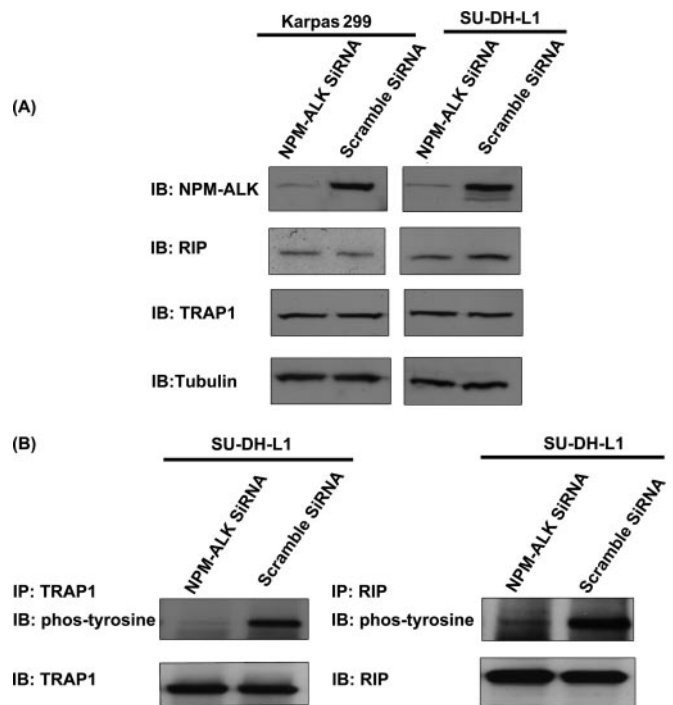 Karpas 299
SU-DH-L1
(A)
NPM-ALK SiRNA
Scramble SiRNA
NPM-ALK SiRNA
Scramble SiRNA
IB: NPM-ALK
IB: RIP
IB: TRAP1
IB:Tubulin
(B)
SU-DH-L1
SU-DH-L1
NPM-ALK SiRNA
Scramble SiRNA
NPM-ALK SiRNA
Scramble SiRNA
IP: TRAP1
IP: RIP
IB: phos-tyrosine
IB: phos-tyrosine
IB: TRAP1
IB: RIP